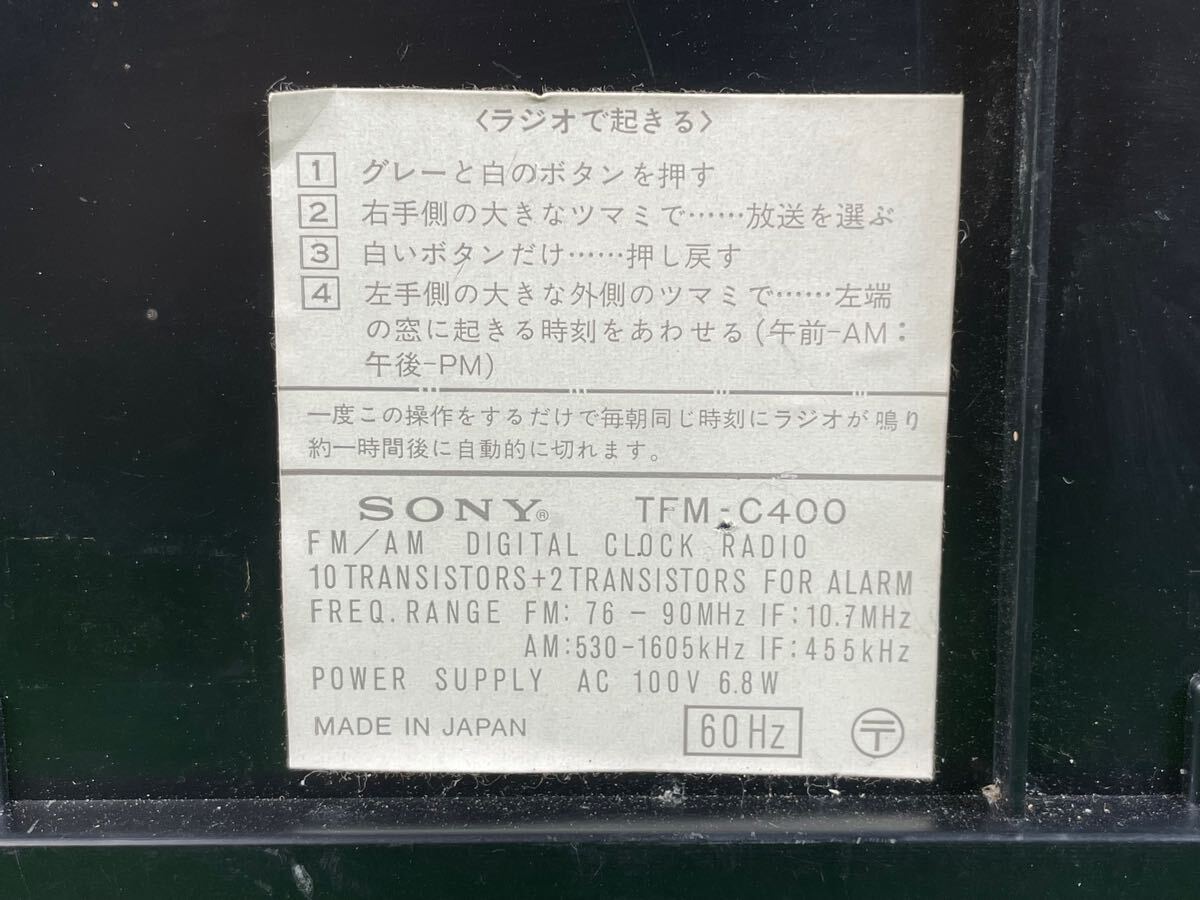 〈ラジオで起きる〉
1 グレーと白のボタンを押す
2 右手側の大きなツマミで……放送を選ぶ
3 白いボタンだけ……押し戻す
4 左手側の大きな外側のツマミで……左端
の窓に起きる時刻をあわせる(午前-AM:
午後-PM)
一度この操作をするだけで毎朝同じ時刻にラジオが鳴り
約一時間後に自動的に切れます。
SONY® TFM-C400
FM/AM DIGITAL CLOCK RADIO
10 TRANSISTORS+2 TRANSISTORS FOR ALARM
FREQ. RANGE FM: 76 - 90MHz IF: 10.7MHz
AM: 530-1605kHz IF: 455kHz
POWER SUPPLY AC 100V 6.8W
MADE IN JAPAN 60Hz 〒